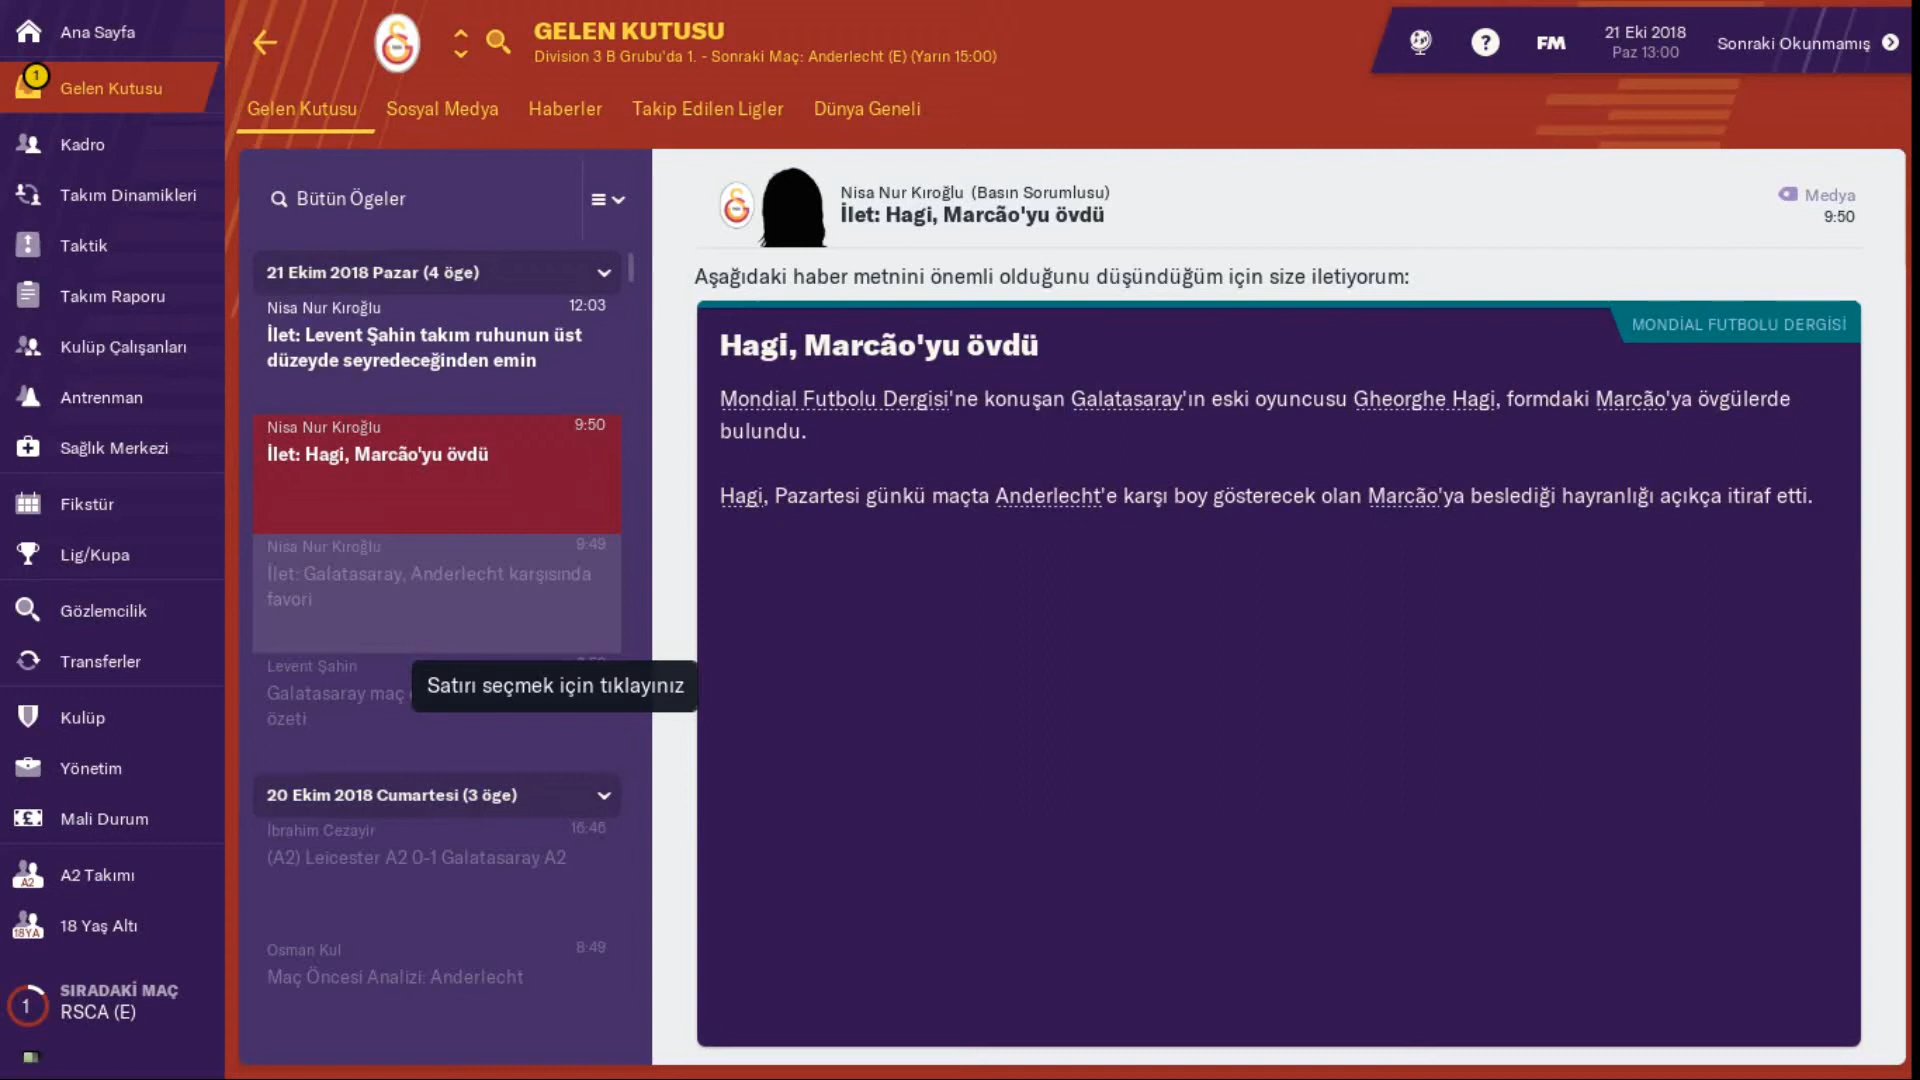 Ana Sayfa
1
Gelen Kutusu
Kadro
Takım Dinamikleri
Taktik
Takım Raporu
Kulüp Çalışanları
Antrenman
Sağlık Merkezi
Fikstür
Lig/Kupa
Gözlemcilik
Transferler
Kulüp
Yönetim
Mali Durum
A2
A2 Takımı
18YA
18 Yaş Altı
1
SIRADAKİ MAÇ
RSCA (E)
GELEN KUTUSU
Division 3 B Grubu'da 1. - Sonraki Maç: Anderlecht (E) (Yarın 15:00)
?
FM
21 Eki 2018
Paz 13:00
Sonraki Okunmamış
Gelen Kutusu
Sosyal Medya
Haberler
Takip Edilen Ligler
Dünya Geneli
Bütün Ögeler
21 Ekim 2018 Pazar (4 öge)
Nisa Nur Kıroğlu 12:03
İlet: Levent Şahin takım ruhunun üst
düzeyde seyredeceğinden emin
Nisa Nur Kıroğlu 9:50
İlet: Hagi, Marcão'yu övdü
Nisa Nur Kıroğlu 9:49
İlet: Galatasaray, Anderlecht karşısında
favori
Levent Şahin
Galatasaray maç
özeti
Satırı seçmek için tıklayınız
20 Ekim 2018 Cumartesi (3 öge)
İbrahim Cezayir 16:46
(A2) Leicester A2 0-1 Galatasaray A2
Osman Kul 8:49
Maç Öncesi Analizi: Anderlecht
Nisa Nur Kıroğlu (Basın Sorumlusu)
İlet: Hagi, Marcão'yu övdü
Medya
9:50
Aşağıdaki haber metnini önemli olduğunu düşündüğüm için size iletiyorum:
MONDİAL FUTBOLU DERGİSİ
Hagi, Marcão'yu övdü
Mondial Futbolu Dergisi'ne konuşan Galatasaray'ın eski oyuncusu Gheorghe Hagi, formdaki Marcão'ya övgülerde
bulundu.
Hagi, Pazartesi günkü maçta Anderlecht'e karşı boy gösterecek olan Marcão'ya beslediği hayranlığı açıkça itiraf etti.